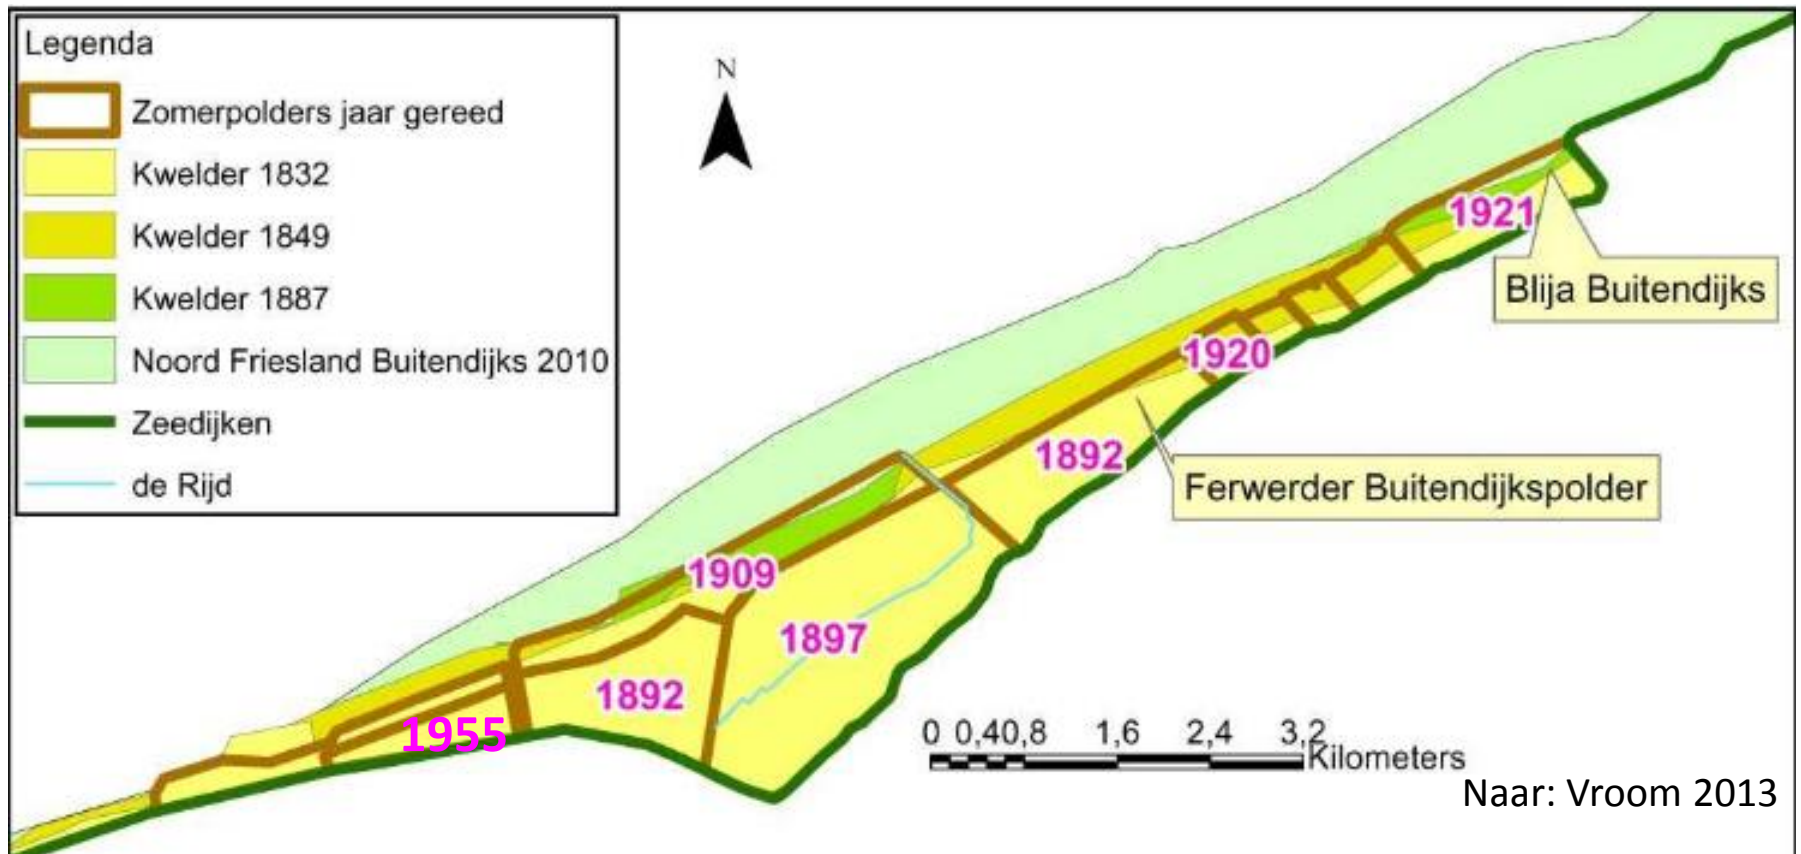 Legenda
Zomerpolders jaar gereed
Kwelder 1832
Kwelder 1849
Kwelder 1887
Noord Friesland Buitendijks 2010
Zeedijken
de Rijd
N
1921
Blija Buitendijks
1920
1892
Ferwerder Buitendijkspolder
1909
1897
1892
1955
0 0,40,8 1,6 2,4 3,2
Kilometers
Naar: Vroom 2013